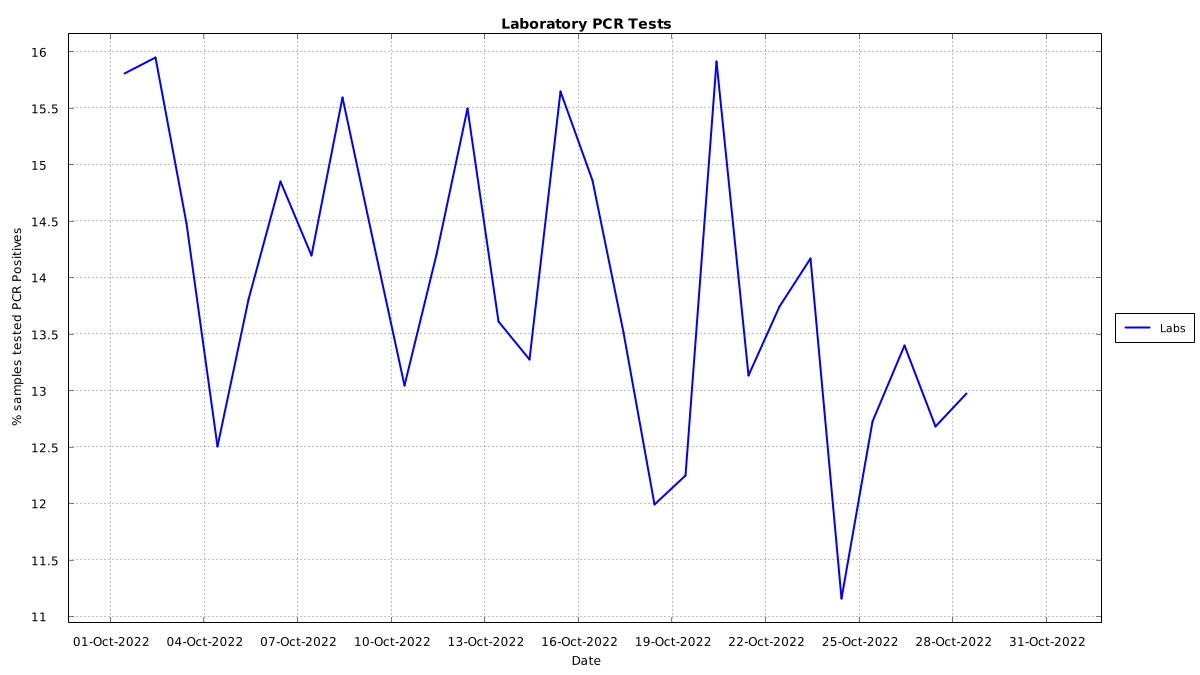 Laboratory PCR Tests
% samples tested PCR Positives
16
15.5
15
14.5
14
13.5
13
12.5
12
11.5
11
01-Oct-2022 04-Oct-2022 07-Oct-2022 10-Oct-2022 13-Oct-2022 16-Oct-2022 19-Oct-2022 22-Oct-2022 25-Oct-2022 28-Oct-2022 31-Oct-2022
Date
Labs